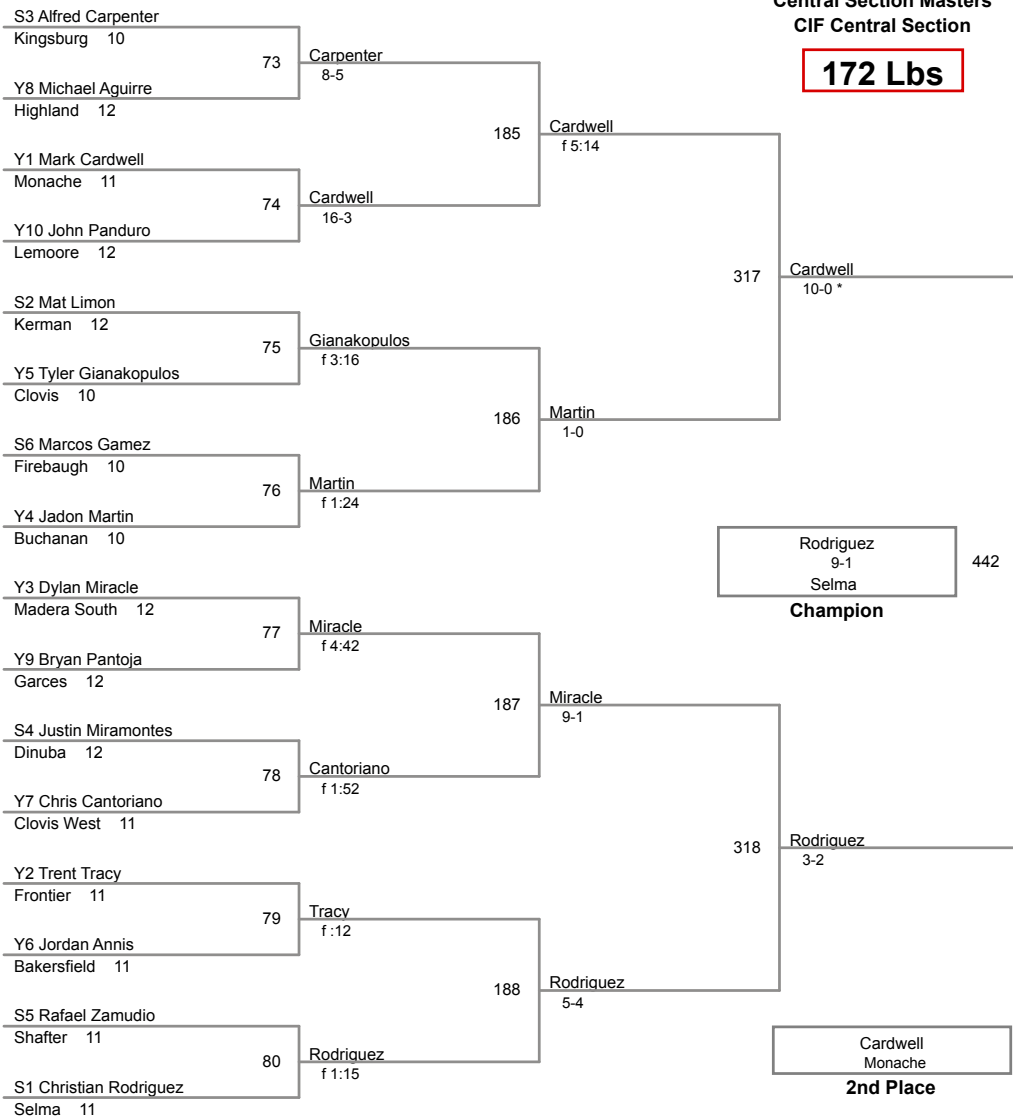 Central Section Masters
CIF Central Section
172 Lbs
S3 Alfred Carpenter
Kingsburg 10
73
Carpenter
8-5
Y8 Michael Aguirre
Highland 12
185
Cardwell
f 5:14
Y1 Mark Cardwell
Monache 11
74
Cardwell
16-3
Y10 John Panduro
Lemoore 12
317
Cardwell
10-0 *
S2 Mat Limon
Kerman 12
75
Gianakopulos
f 3:16
Y5 Tyler Gianakopulos
Clovis 10
186
Martin
1-0
S6 Marcos Gamez
Firebaugh 10
76
Martin
f 1:24
Y4 Jadon Martin
Buchanan 10
Rodriguez
9-1
Selma
442
Champion
Y3 Dylan Miracle
Madera South 12
77
Miracle
f 4:42
Y9 Bryan Pantoja
Garces 12
187
Miracle
9-1
S4 Justin Miramontes
Dinuba 12
78
Cantoriano
f 1:52
Y7 Chris Cantoriano
Clovis West 11
318
Rodriguez
3-2
Y2 Trent Tracy
Frontier 11
79
Tracy
f :12
Y6 Jordan Annis
Bakersfield 11
188
Rodriguez
5-4
S5 Rafael Zamudio
Shafter 11
80
Rodriguez
f 1:15
S1 Christian Rodriguez
Selma 11
Cardwell
Monache
2nd Place